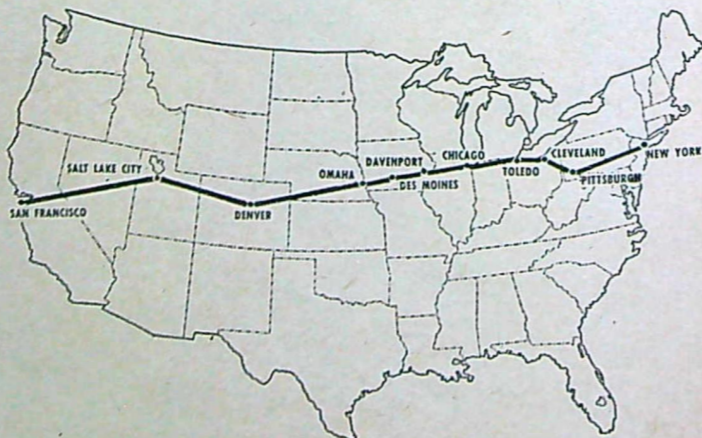 SALT LAKE CITY
SAN FRANCISCO
DENVER
OMAHA
DAVENPORT
DES MOINES
CHICAGO
TOLEDO
CLEVELAND
PITTSBURGH
NEW YORK